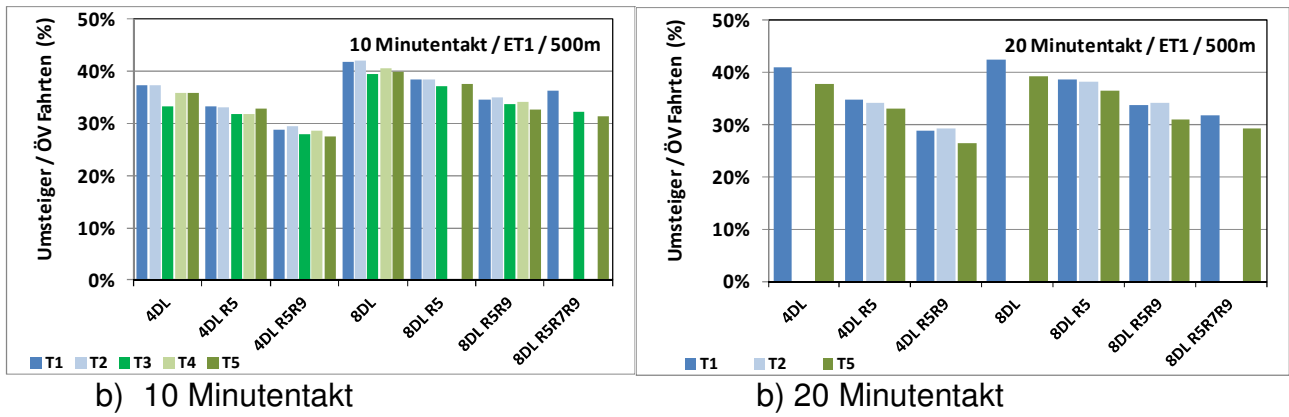 50%
40%
30%
20%
10%
0%
Umsteiger / ÖV Fahrten (%)
10 Minutentakt / ET1 / 500m
4DL
4DL R5
4DL R5R9
8DL
8DL R5
8DL R5R9
8DL R5R7R9
T1 T2 T3 T4 T5
b) 10 Minutentakt
50%
40%
30%
20%
10%
0%
Umsteiger / ÖV Fahrten (%)
20 Minutentakt / ET1 / 500m
4DL
4DL R5
4DL R5R9
8DL
8DL R5
8DL R5R9
8DL R5R7R9
T1 T2 T5
b) 20 Minutentakt